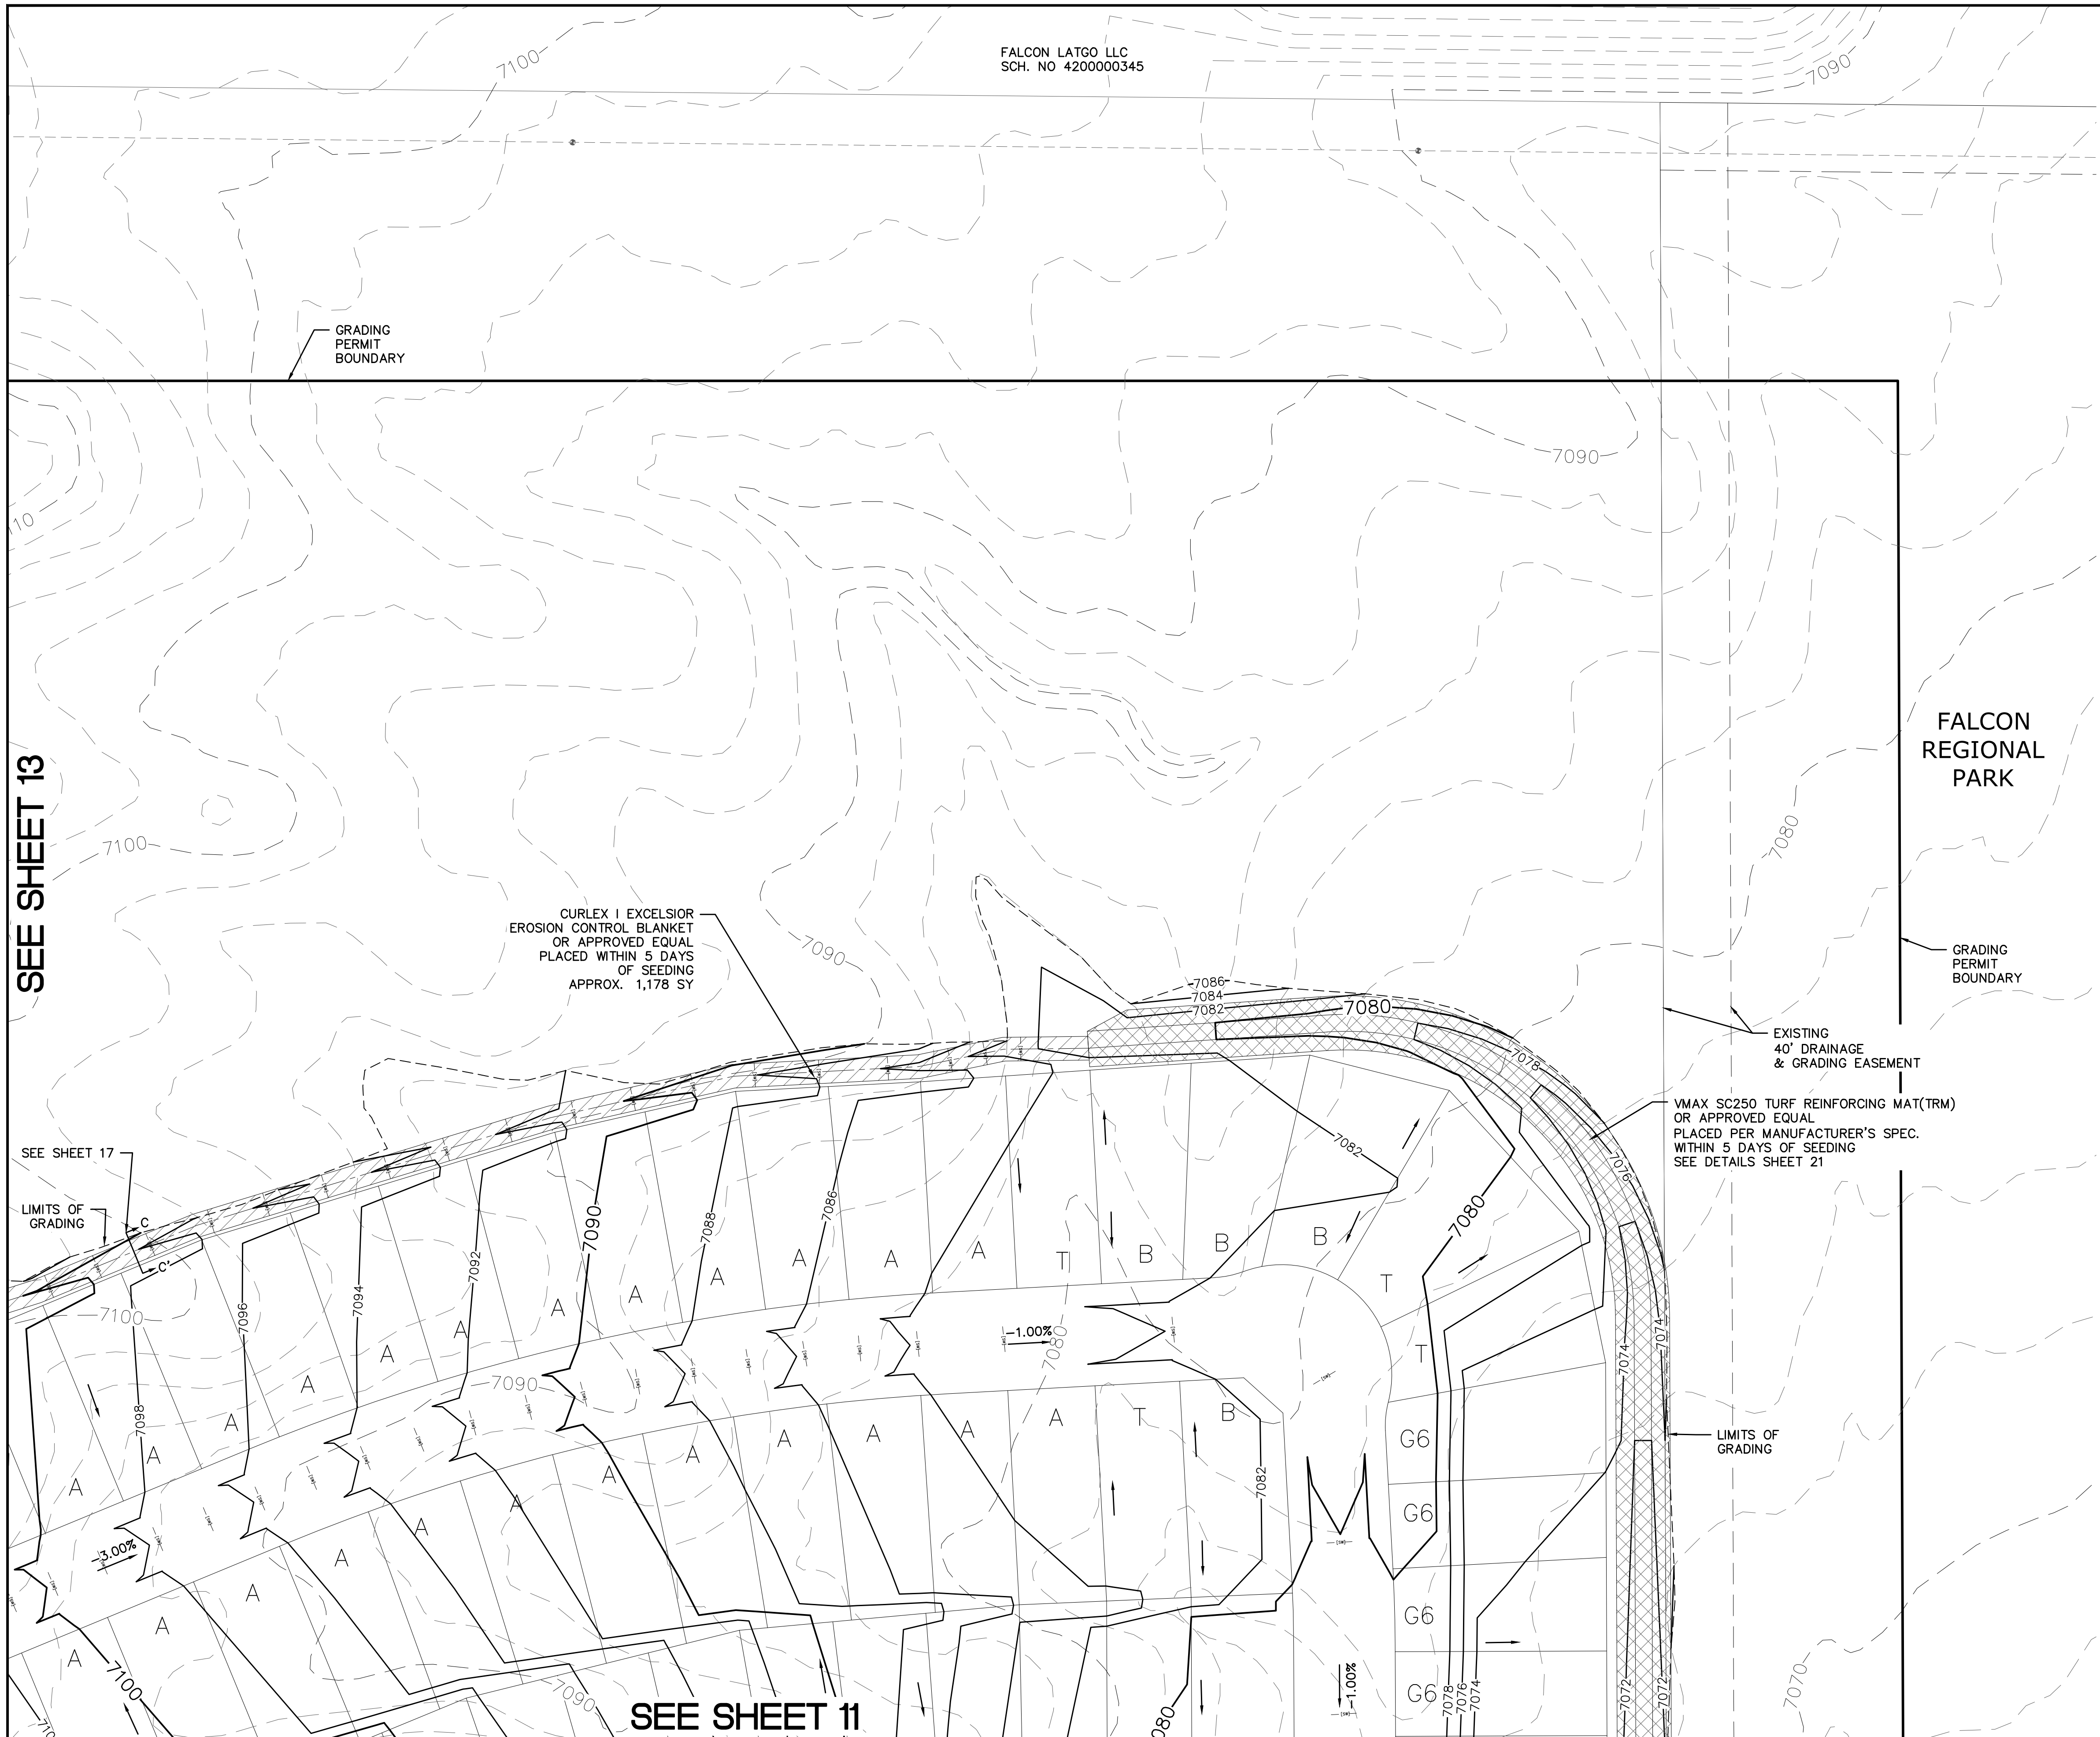 7100
FALCON LATGO LLC
SCH. NO 4200000345
7090
GRADING
PERMIT
BOUNDARY
7090
10
FALCON
REGIONAL
PARK
SEE SHEET 13
7100
7080
CURLEX I EXCELSIOR
EROSION CONTROL BLANKET
OR APPROVED EQUAL
PLACED WITHIN 5 DAYS
OF SEEDING
APPROX. 1,178 SY
7090
GRADING
PERMIT
BOUNDARY
7086
7084
7082
7080
7078
EXISTING
40' DRAINAGE
& GRADING EASEMENT
VMAX SC250 TURF REINFORCING MAT(TRM)
OR APPROVED EQUAL
PLACED PER MANUFACTURER'S SPEC.
WITHIN 5 DAYS OF SEEDING
SEE DETAILS SHEET 21
7076
SEE SHEET 17
LIMITS OF
GRADING
C
C'
7082
7080
7100
7098
7096
7094
7092
7090
7088
7086
A
A
A
A
A
A
A
A
A
A
A
A
T
B
B
B
T
T
-1.00%
7080
7074
7074
7090
A
A
A
A
A
A
A
A
A
A
A
A
T
B
7082
G6
G6
G6
G6
LIMITS OF
GRADING
-3.00%
7100
710
7090
SEE SHEET 11
080
-1.00%
7078
7076
7074
7072
7072
7070